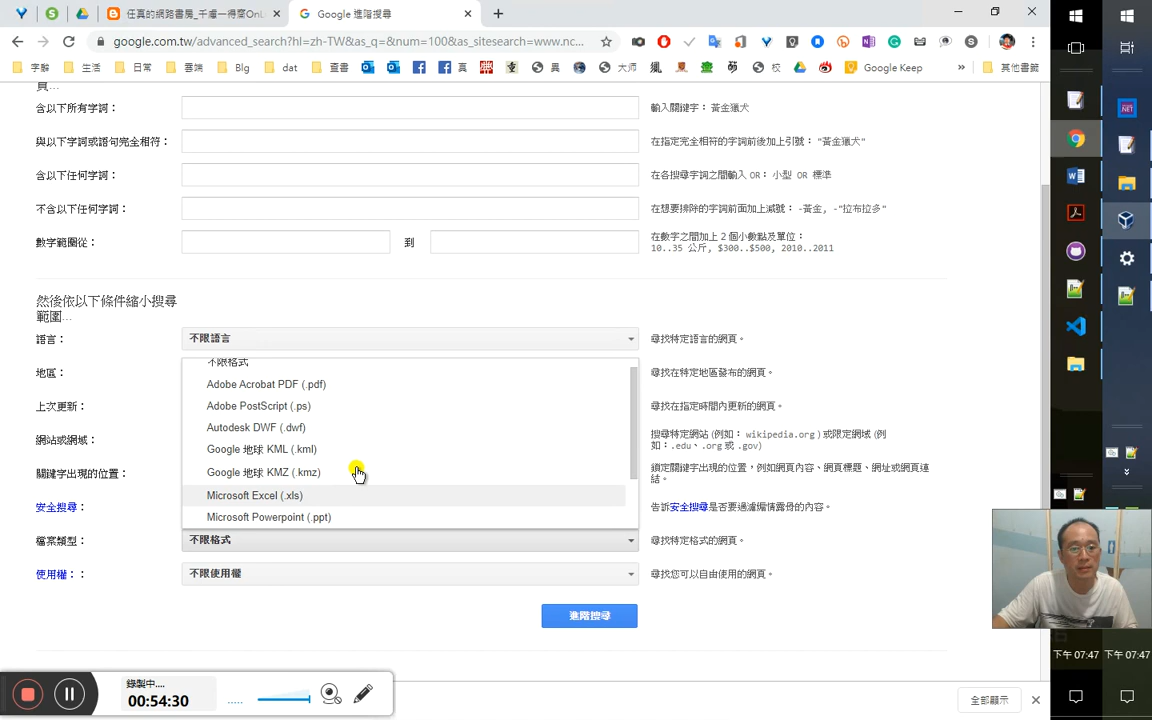 任真的網路書房_千慮一得齋OnL
Google 進階搜尋
google.com.tw/advanced_search?hl=zh-TW&as_q=&num=100&as_sitesearch=www.nc...
字辭
生活
日常
雲端
Blg
dat
查書
真
異
大师
校
Google Keep
其他書籤
頁...
含以下所有字詞：
輸入關鍵字： 黃金獵犬
與以下字詞或語句完全相符：
在指定完全相符的字詞前後加上引號： "黃金獵犬"
含以下任何字詞：
在各搜尋字詞之間輸入 OR： 小型 OR 標準
不含以下任何字詞：
在想要排除的字詞前面加上減號： -黃金, -"拉布拉多"
數字範圍從：
到
在數字之間加上 2 個小數點及單位：
10..35 公斤, $300..$500, 2010..2011
然後依以下條件縮小搜尋
範圍...
語言：
不限語言
尋找特定語言的網頁。
地區：
不限格式
尋找在特定地區發布的網頁。
Adobe Acrobat PDF (.pdf)
上次更新：
Adobe PostScript (.ps)
尋找在指定時間內更新的網頁。
Autodesk DWF (.dwf)
網站或網域：
搜尋特定網站 (例如： wikipedia.org ) 或限定網域 (例
如：.edu、.org 或 .gov)
Google 地球 KML (.kml)
關鍵字出現的位置：
Google 地球 KMZ (.kmz)
鎖定關鍵字出現的位置，例如網頁內容、網頁標題、網址或網頁連
結。
Microsoft Excel (.xls)
安全搜尋：
告訴安全搜尋是否要過濾煽情露骨的內容。
Microsoft Powerpoint (.ppt)
檔案類型：
不限格式
尋找特定格式的網頁。
使用權：：
不限使用權
尋找您可以自由使用的網頁。
進階搜尋
下午 07:47
下午 07:47
錄製中....
00:54:30
全部顯示